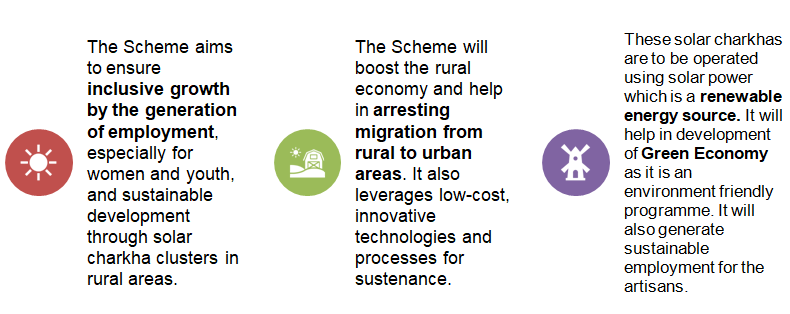 The Scheme aims
to ensure
inclusive growth
by the generation
of employment,
especially for
women and youth,
and sustainable
development
through solar
charkha clusters in
rural areas.
The Scheme will
boost the rural
economy and help
in arresting
migration from
rural to urban
areas. It also
leverages low-cost,
innovative
technologies and
processes for
sustenance.
These solar charkhas
are to be operated
using solar power
which is a renewable
energy source. It will
help in development
of Green Economy
as it is an
environment friendly
programme. It will
also generate
sustainable
employment for the
artisans.